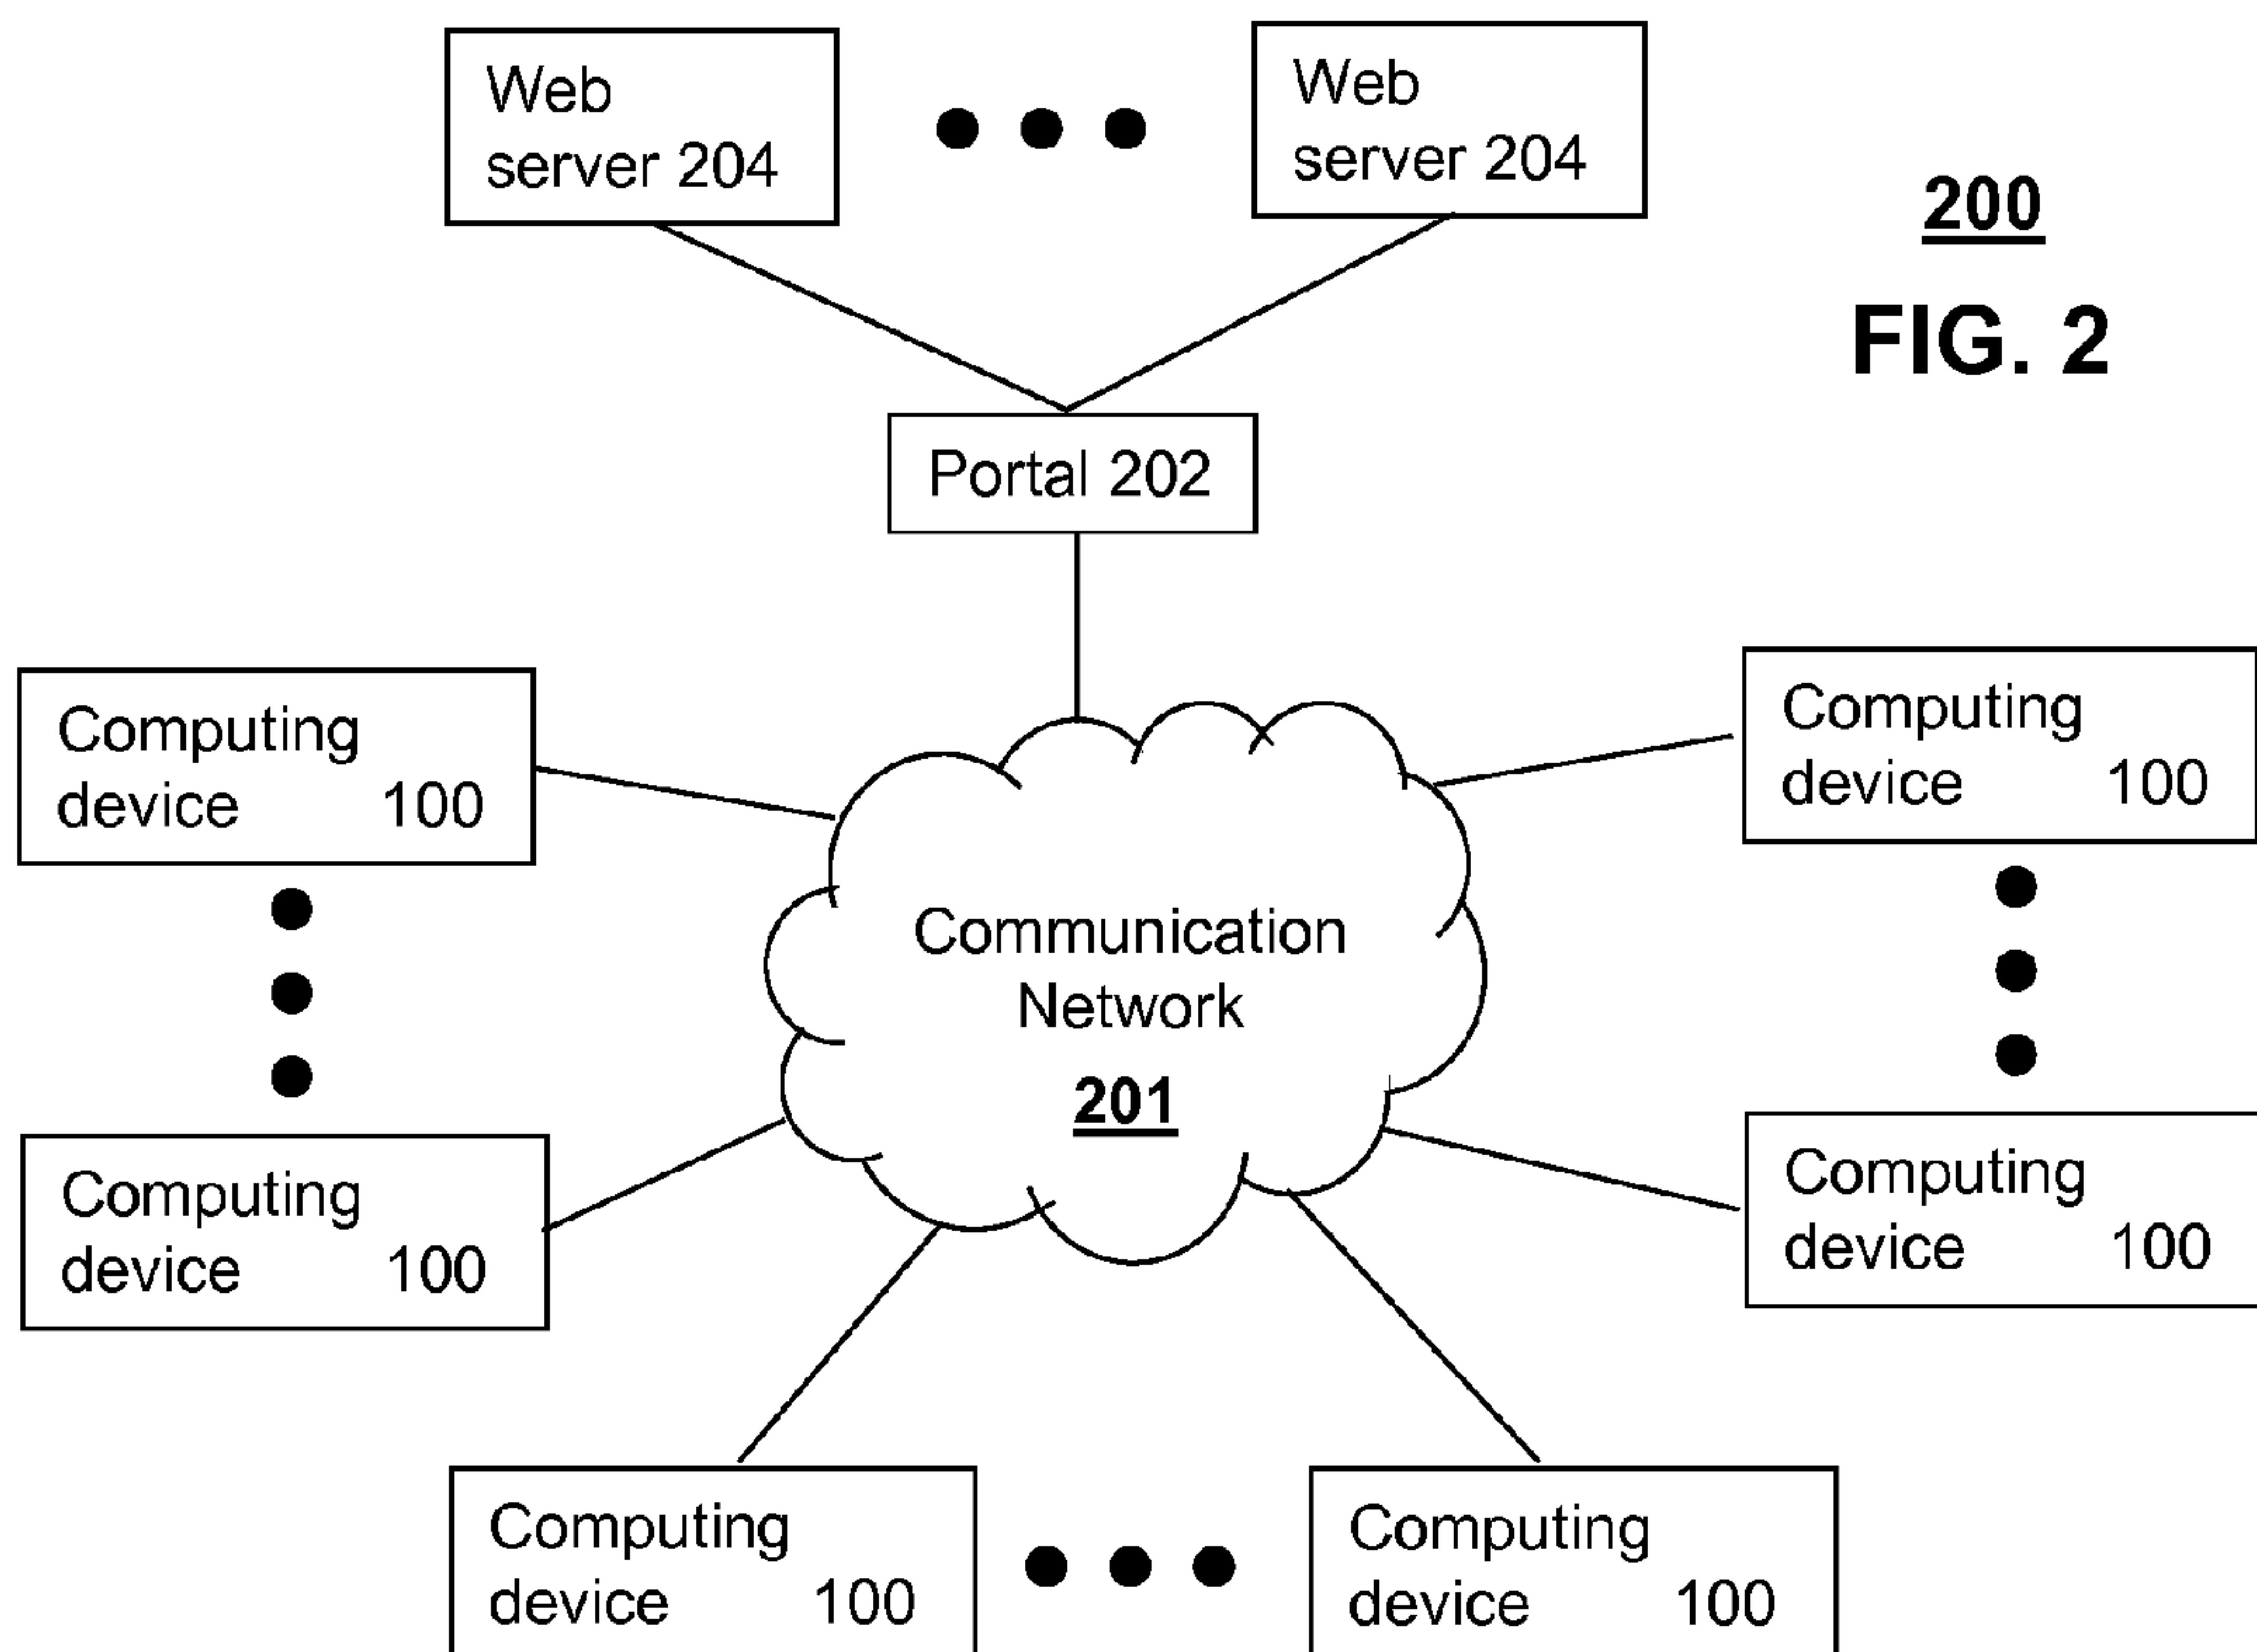 Web
server 204
Web
server 204
200
FIG. 2
Portal 202
Computing
device 100
Computing
device 100
Communication
Network
201
Computing
device 100
Computing
device 100
Computing
device 100
Computing
device 100